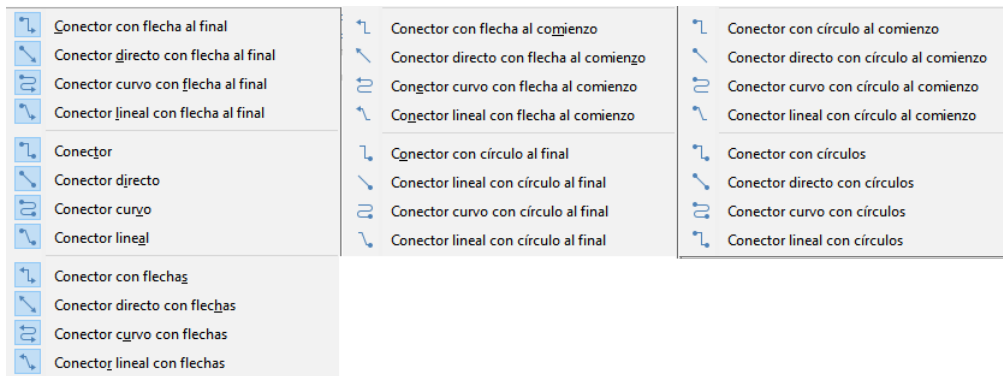 Conector con flecha al final
Conector directo con flecha al final
Conector curvo con flecha al final
Conector lineal con flecha al final
Conector
Conector directo
Conector curvo
Conector lineal
Conector con flechas
Conector directo con flechas
Conector curvo con flechas
Conector lineal con flechas
Conector con flecha al comienzo
Conector directo con flecha al comienzo
Conector curvo con flecha al comienzo
Conector lineal con flecha al comienzo
Conector con círculo al final
Conector lineal con círculo al final
Conector curvo con círculo al final
Conector lineal con círculo al final
Conector con círculo al comienzo
Conector directo con círculo al comienzo
Conector curvo con círculo al comienzo
Conector lineal con círculo al comienzo
Conector con círculos
Conector directo con círculos
Conector curvo con círculos
Conector lineal con círculos